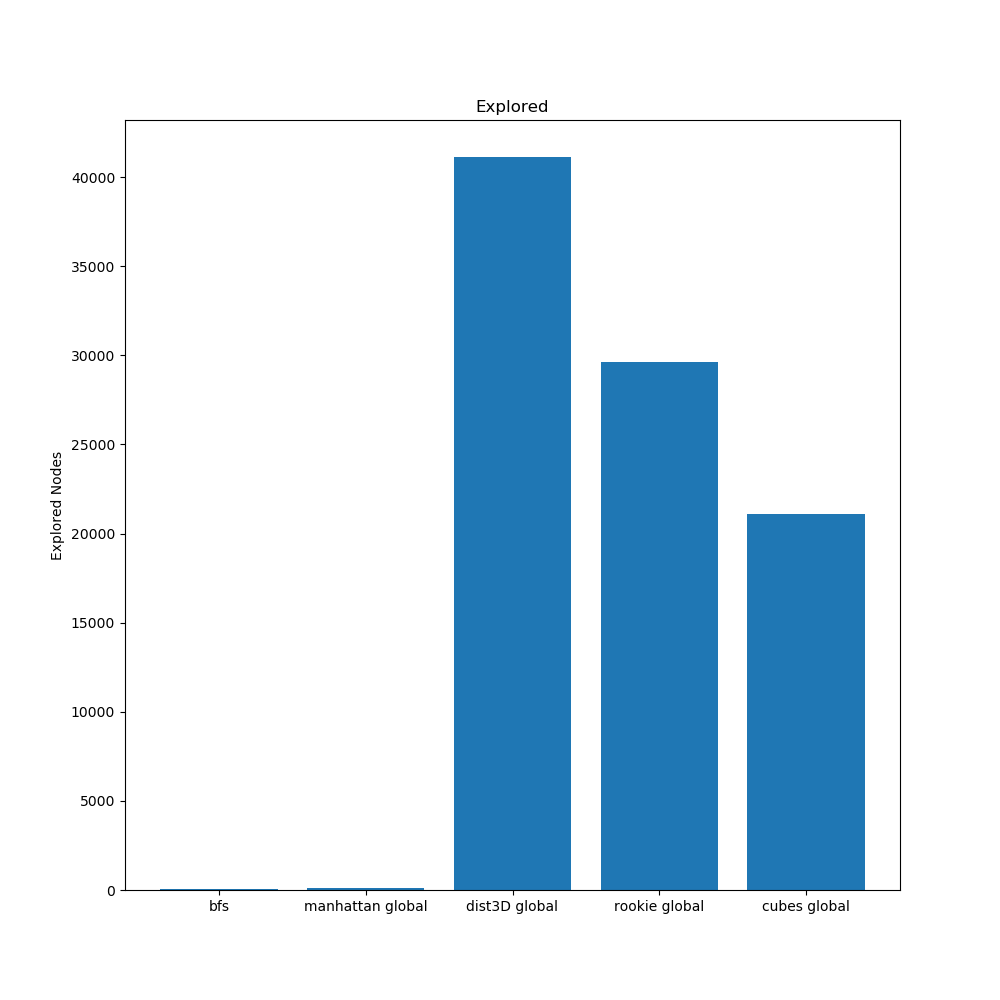 Explored
40000
35000
30000
25000
20000
15000
10000
5000
0
Explored Nodes
bfs
manhattan global
dist3D global
rookie global
cubes global